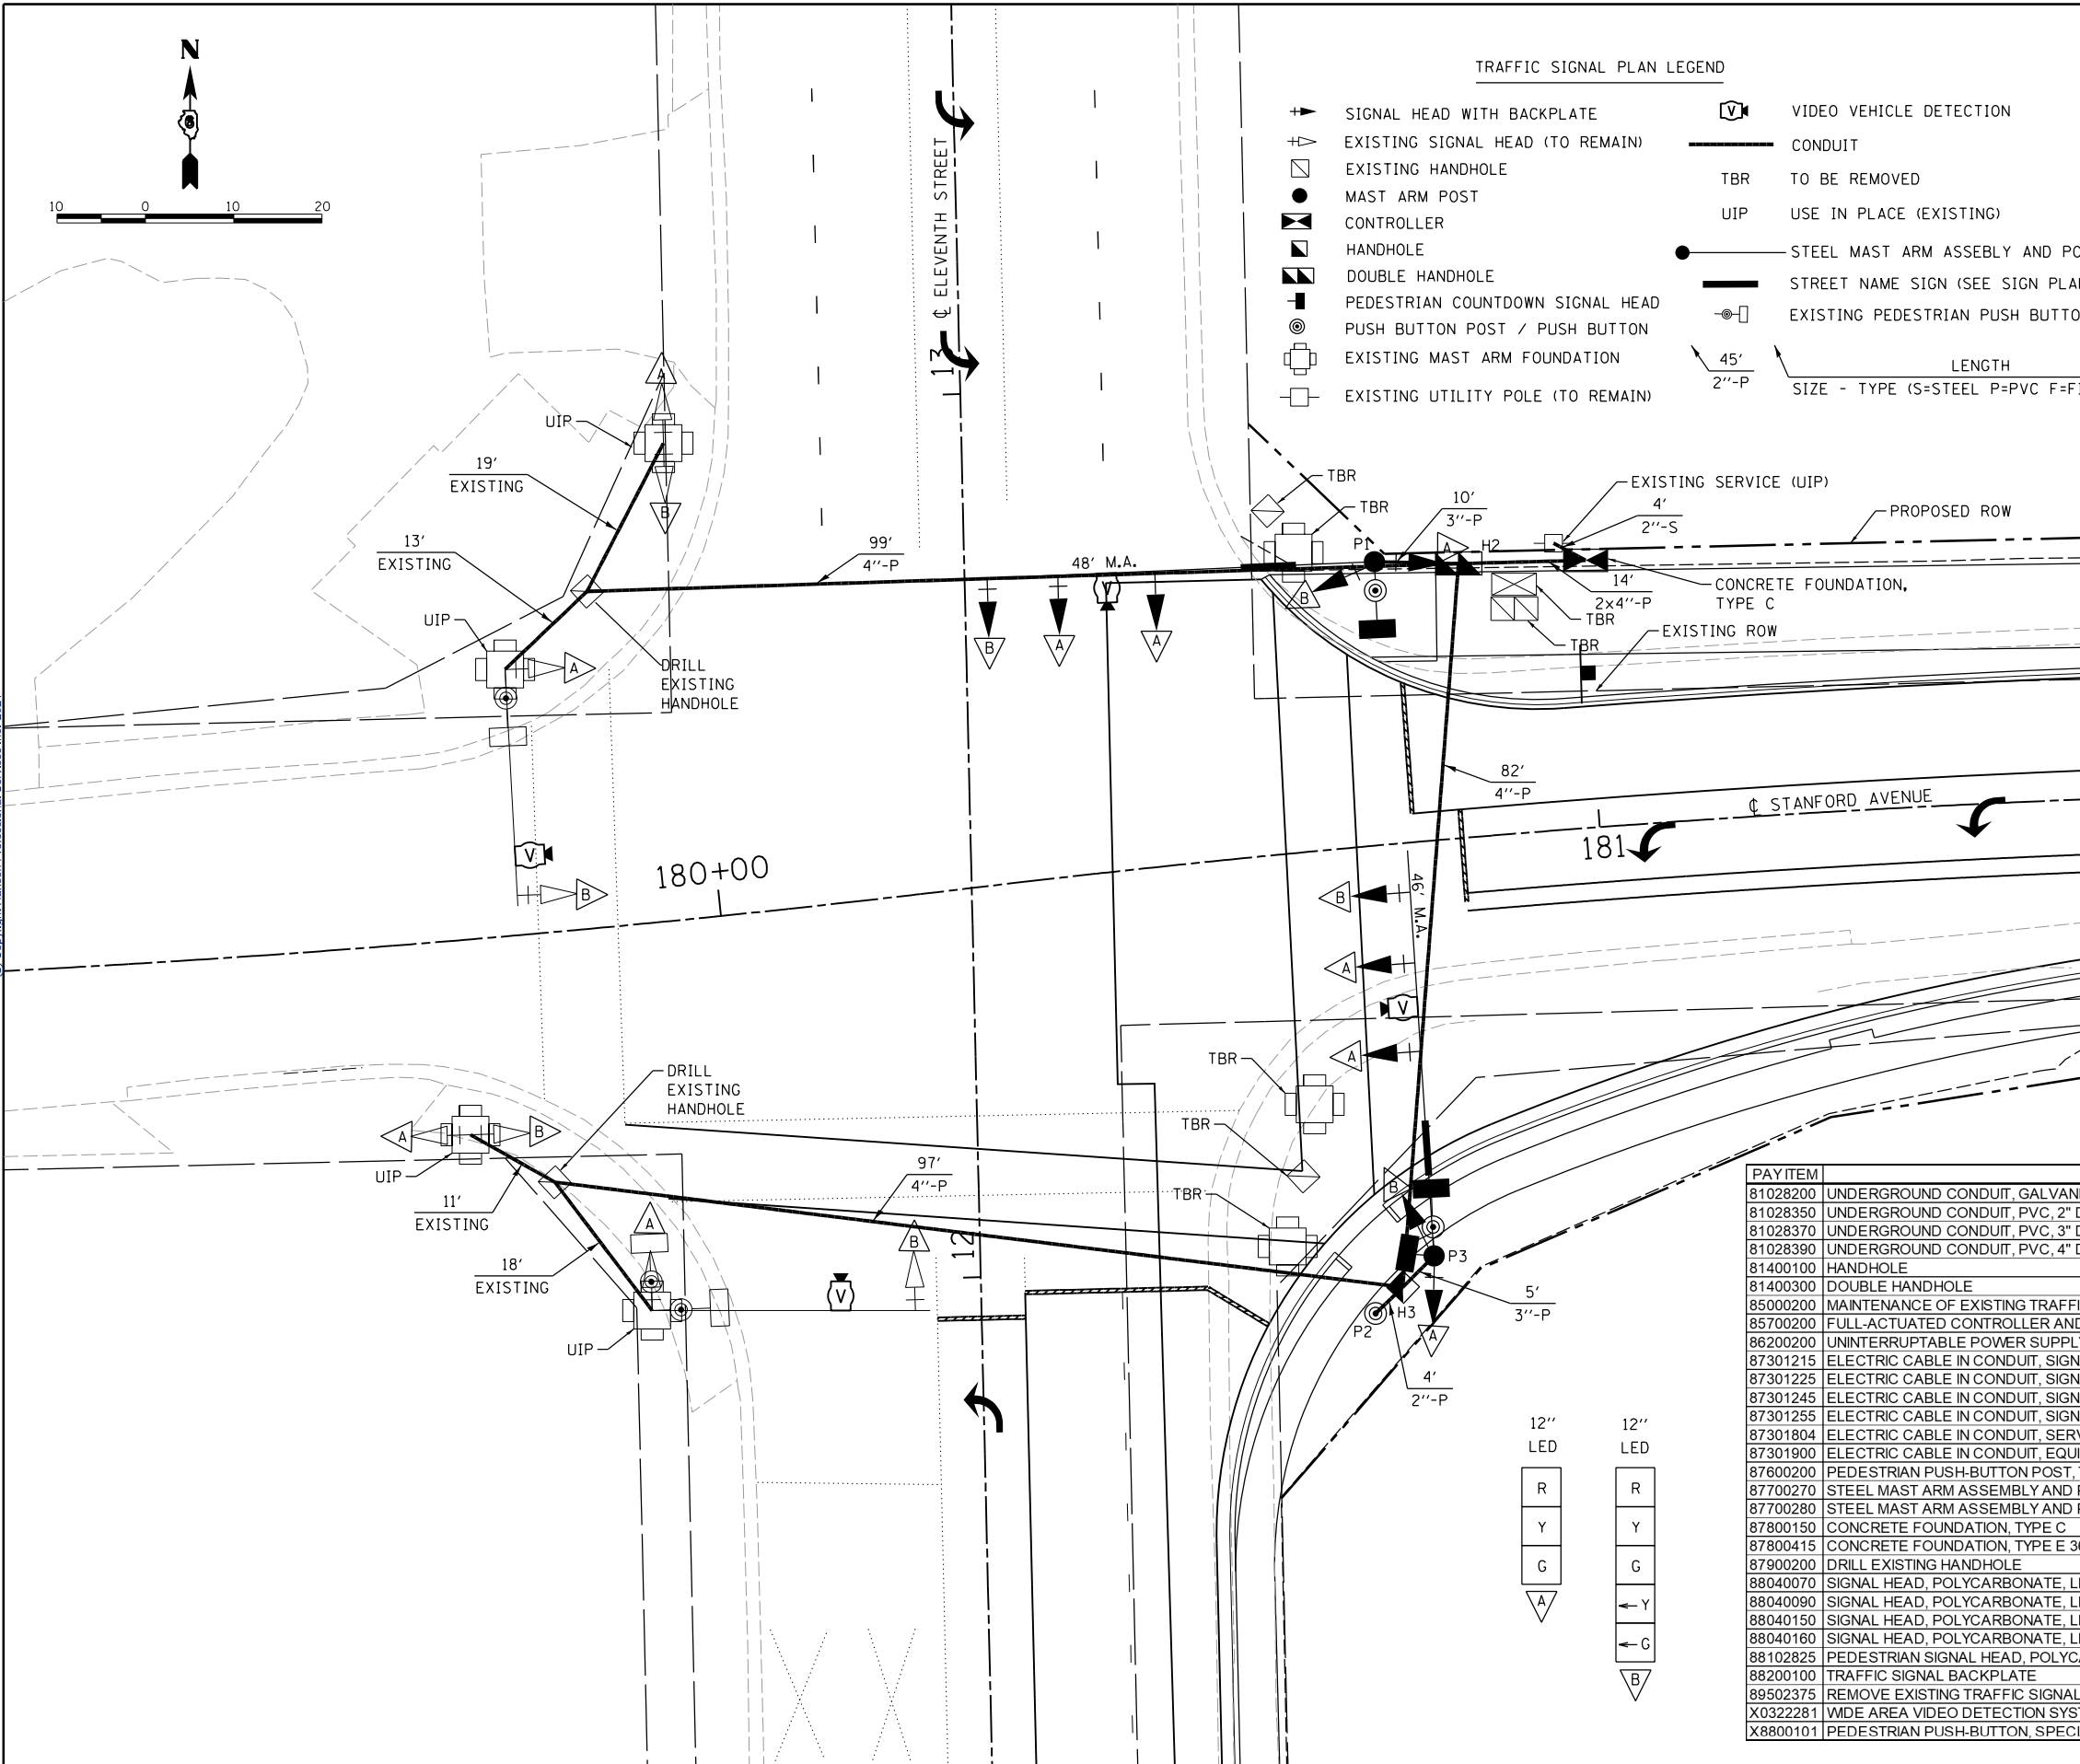 N
10 0 10 20
TRAFFIC SIGNAL PLAN LEGEND
SIGNAL HEAD WITH BACKPLATE
EXISTING SIGNAL HEAD (TO REMAIN)
EXISTING HANDHOLE
MAST ARM POST
CONTROLLER
HANDHOLE
DOUBLE HANDHOLE
PEDESTRIAN COUNTDOWN SIGNAL HEAD
PUSH BUTTON POST / PUSH BUTTON
EXISTING MAST ARM FOUNDATION
EXISTING UTILITY POLE (TO REMAIN)
V VIDEO VEHICLE DETECTION
CONDUIT
TBR TO BE REMOVED
UIP USE IN PLACE (EXISTING)
STEEL MAST ARM ASSEBLY AND PO
STREET NAME SIGN (SEE SIGN PLA
EXISTING PEDESTRIAN PUSH BUTTO
45'
2''-P
LENGTH
SIZE - TYPE (S=STEEL P=PVC F=F
℄ ELEVENTH STREET
13
A
UIP
B
19'
EXISTING
13'
EXISTING
UIP
A
DRILL
EXISTING
HANDHOLE
99'
4''-P
48' M.A.
V
B
A
A
TBR
TBR
P1
10'
3''-P
A
H2
B
EXISTING SERVICE (UIP)
4'
2''-S
PROPOSED ROW
14'
2x4''-P
CONCRETE FOUNDATION,
TYPE C
TBR
TBR
EXISTING ROW
82'
4''-P
℄ STANFORD AVENUE
181
180+00
V
B
46' M.A.
B
A
V
A
TBR
TBR
TBR
DRILL
EXISTING
HANDHOLE
A
B
UIP
11'
EXISTING
18'
EXISTING
A
UIP
97'
4''-P
V
B
12
B
P3
5'
3''-P
H3
P2
A
4'
2''-P
12''
LED
R
Y
G
A
12''
LED
R
Y
G
← Y
← G
B
PAY ITEM
81028200 UNDERGROUND CONDUIT, GALVAN
81028350 UNDERGROUND CONDUIT, PVC, 2" D
81028370 UNDERGROUND CONDUIT, PVC, 3" D
81028390 UNDERGROUND CONDUIT, PVC, 4" D
81400100 HANDHOLE
81400300 DOUBLE HANDHOLE
85000200 MAINTENANCE OF EXISTING TRAFFI
85700200 FULL-ACTUATED CONTROLLER AND
86200200 UNINTERRUPTABLE POWER SUPPL
87301215 ELECTRIC CABLE IN CONDUIT, SIGN
87301225 ELECTRIC CABLE IN CONDUIT, SIGN
87301245 ELECTRIC CABLE IN CONDUIT, SIGN
87301255 ELECTRIC CABLE IN CONDUIT, SIGN
87301804 ELECTRIC CABLE IN CONDUIT, SERV
87301900 ELECTRIC CABLE IN CONDUIT, EQUI
87600200 PEDESTRIAN PUSH-BUTTON POST,
87700270 STEEL MAST ARM ASSEMBLY AND
87700280 STEEL MAST ARM ASSEMBLY AND
87800150 CONCRETE FOUNDATION, TYPE C
87800415 CONCRETE FOUNDATION, TYPE E 3
87900200 DRILL EXISTING HANDHOLE
88040070 SIGNAL HEAD, POLYCARBONATE, L
88040090 SIGNAL HEAD, POLYCARBONATE, L
88040150 SIGNAL HEAD, POLYCARBONATE, L
88040160 SIGNAL HEAD, POLYCARBONATE, L
88102825 PEDESTRIAN SIGNAL HEAD, POLYC
88200100 TRAFFIC SIGNAL BACKPLATE
89502375 REMOVE EXISTING TRAFFIC SIGNAL
X0322281 WIDE AREA VIDEO DETECTION SYS
X8800101 PEDESTRIAN PUSH-BUTTON, SPECI